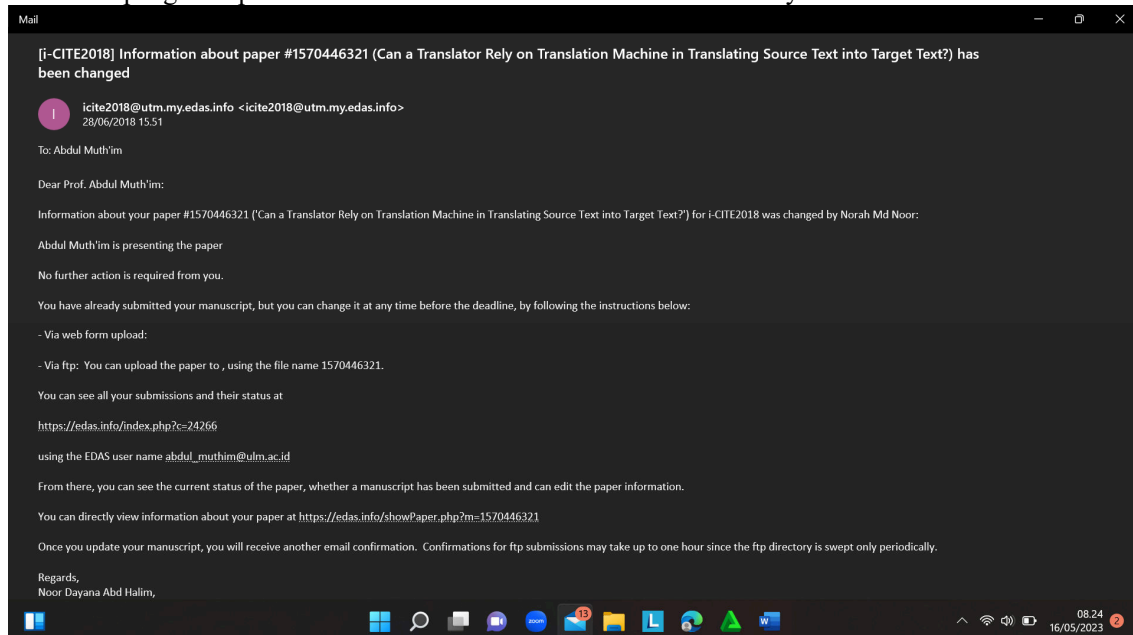 Mail
[i-CITE2018] Information about paper #1570446321 (Can a Translator Rely on Translation Machine in Translating Source Text into Target Text?) has
been changed
I
icite2018@utm.my.edas.info <icite2018@utm.my.edas.info>
28/06/2018 15.51
To: Abdul Muth'im
Dear Prof. Abdul Muth'im:
Information about your paper #1570446321 ('Can a Translator Rely on Translation Machine in Translating Source Text into Target Text?') for i-CITE2018 was changed by Norah Md Noor:
Abdul Muth'im is presenting the paper
No further action is required from you.
You have already submitted your manuscript, but you can change it at any time before the deadline, by following the instructions below:
- Via web form upload:
- Via ftp:  You can upload the paper to , using the file name 1570446321.
You can see all your submissions and their status at
https://edas.info/index.php?c=24266
using the EDAS user name abdul_muthim@ulm.ac.id
From there, you can see the current status of the paper, whether a manuscript has been submitted and can edit the paper information.
You can directly view information about your paper at https://edas.info/showPaper.php?m=1570446321
Once you update your manuscript, you will receive another email confirmation.  Confirmations for ftp submissions may take up to one hour since the ftp directory is swept only periodically.
Regards,
Noor Dayana Abd Halim,
zoom
13
L
W
08.24
16/05/2023
2